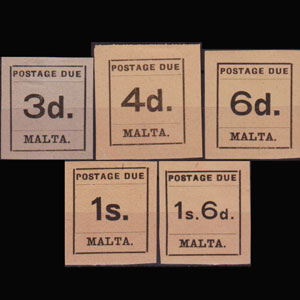 POSTAGE DUE
3d.
MALTA.
POSTAGE DUE
4d.
MALTA.
POSTAGE DUE
6d.
MALTA.
POSTAGE DUE
1s.
MALTA.
POSTAGE DUE
1s.6d.
MALTA.